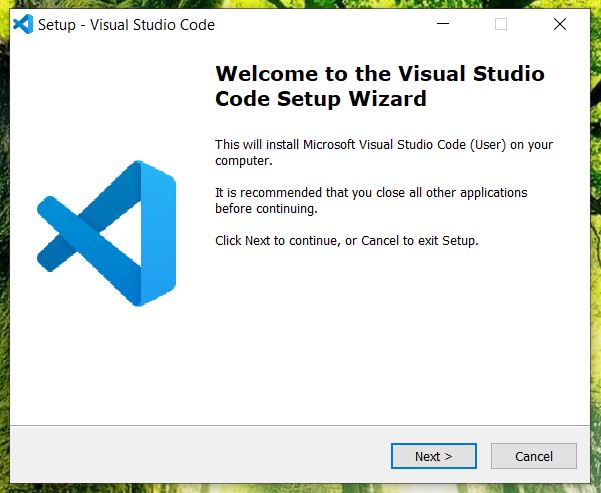 Setup - Visual Studio Code
Welcome to the Visual Studio
Code Setup Wizard
This will install Microsoft Visual Studio Code (User) on your
computer.
It is recommended that you close all other applications
before continuing.
Click Next to continue, or Cancel to exit Setup.
Next >
Cancel